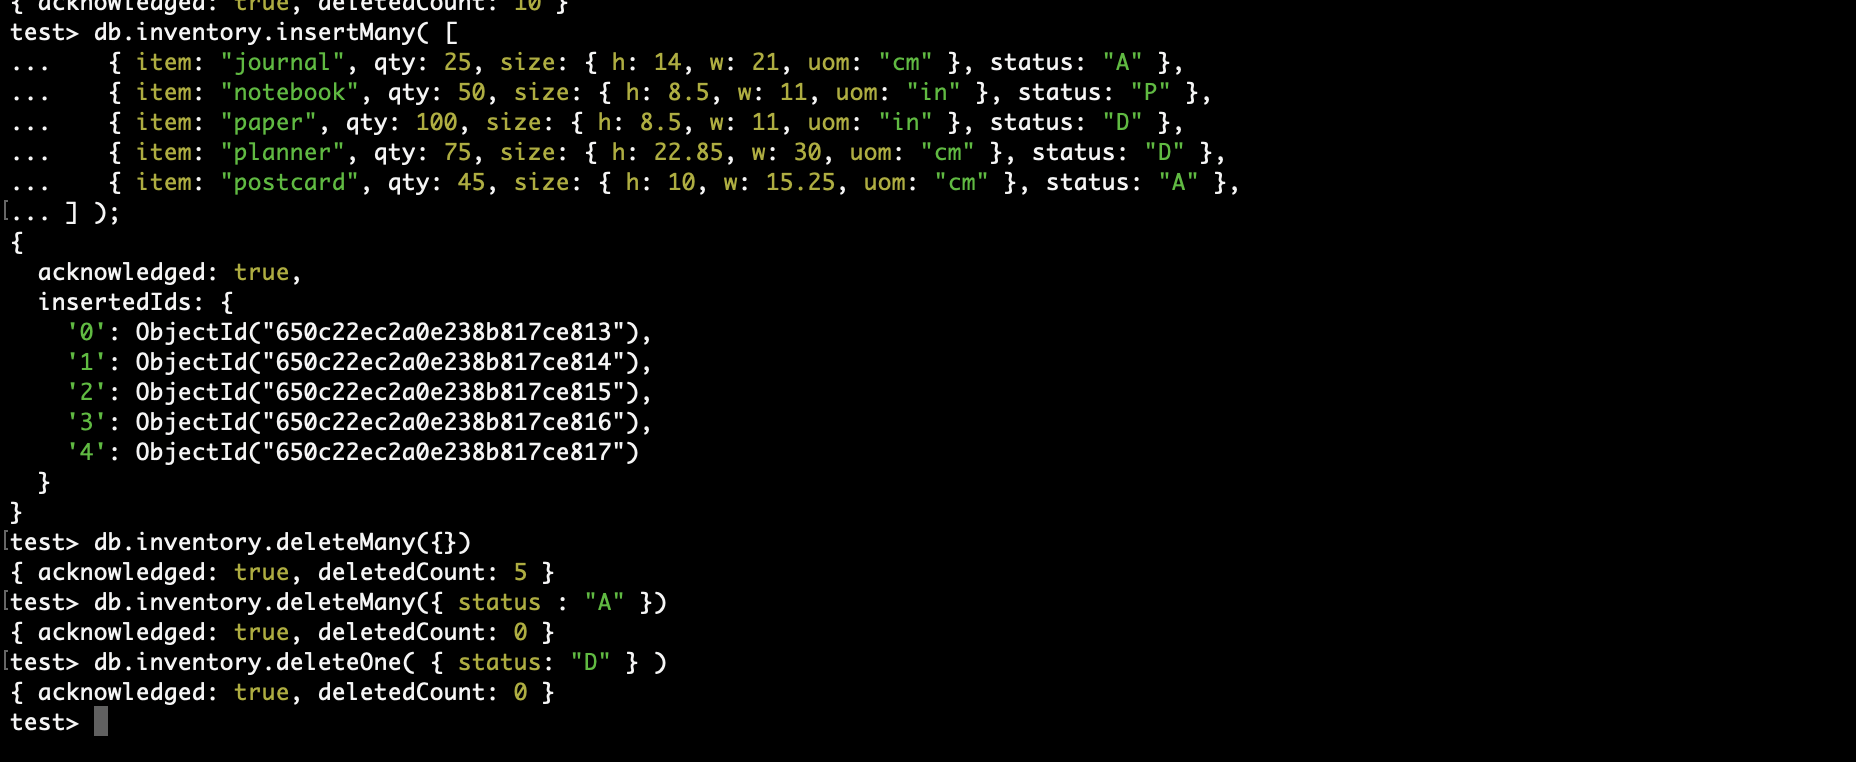 { acknowledged: true, deletedCount: 10 }
test> db.inventory.insertMany( [
...    { item: "journal", qty: 25, size: { h: 14, w: 21, uom: "cm" }, status: "A" },
...    { item: "notebook", qty: 50, size: { h: 8.5, w: 11, uom: "in" }, status: "P" },
...    { item: "paper", qty: 100, size: { h: 8.5, w: 11, uom: "in" }, status: "D" },
...    { item: "planner", qty: 75, size: { h: 22.85, w: 30, uom: "cm" }, status: "D" },
...    { item: "postcard", qty: 45, size: { h: 10, w: 15.25, uom: "cm" }, status: "A" },
[... ] );
{
  acknowledged: true,
  insertedIds: {
    '0': ObjectId("650c22ec2a0e238b817ce813"),
    '1': ObjectId("650c22ec2a0e238b817ce814"),
    '2': ObjectId("650c22ec2a0e238b817ce815"),
    '3': ObjectId("650c22ec2a0e238b817ce816"),
    '4': ObjectId("650c22ec2a0e238b817ce817")
  }
}
[test> db.inventory.deleteMany({})
{ acknowledged: true, deletedCount: 5 }
[test> db.inventory.deleteMany({ status : "A" })
{ acknowledged: true, deletedCount: 0 }
[test> db.inventory.deleteOne( { status: "D" } )
{ acknowledged: true, deletedCount: 0 }
test>